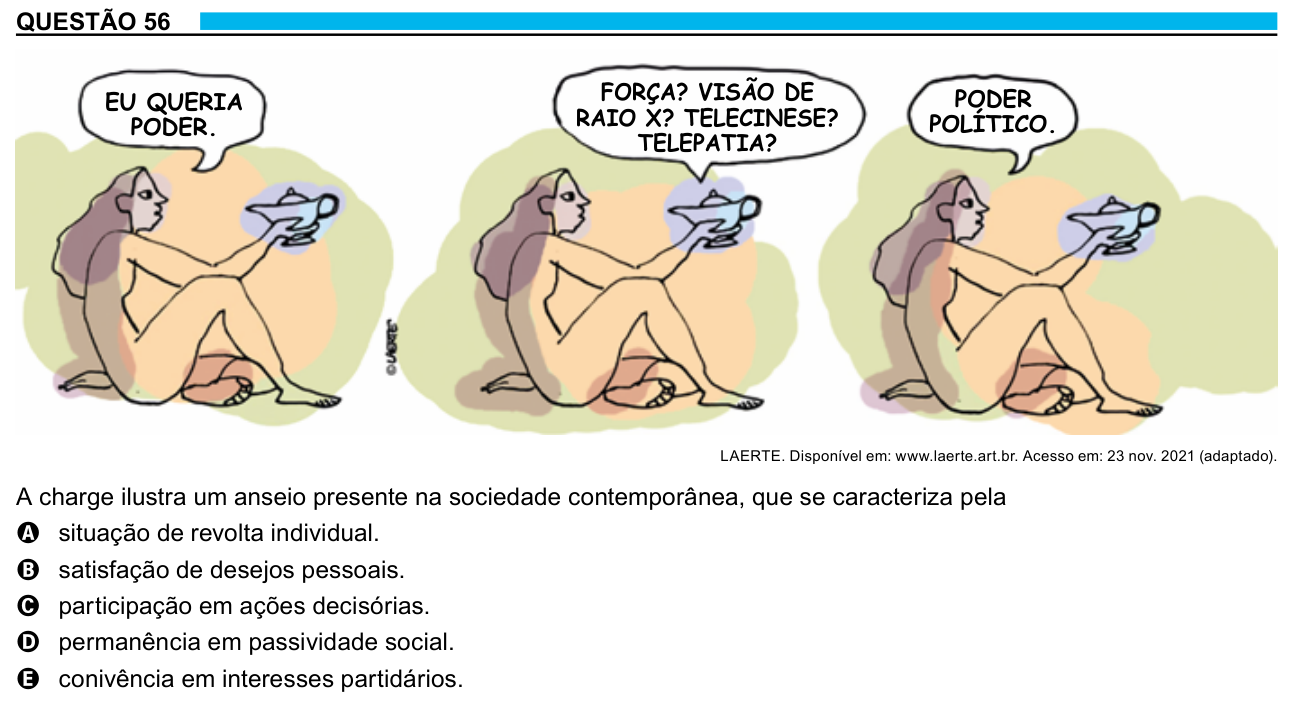 QUESTÃO 56
EU QUERIA
PODER.
FORÇA? VISÃO DE
RAIO X? TELECINESE?
TELEPATIA?
PODER
POLÍTICO.
©LAERTE.
LAERTE. Disponível em: www.laerte.art.br. Acesso em: 23 nov. 2021 (adaptado).
A charge ilustra um anseio presente na sociedade contemporânea, que se caracteriza pela
A situação de revolta individual.
B satisfação de desejos pessoais.
C participação em ações decisórias.
D permanência em passividade social.
E conivência em interesses partidários.